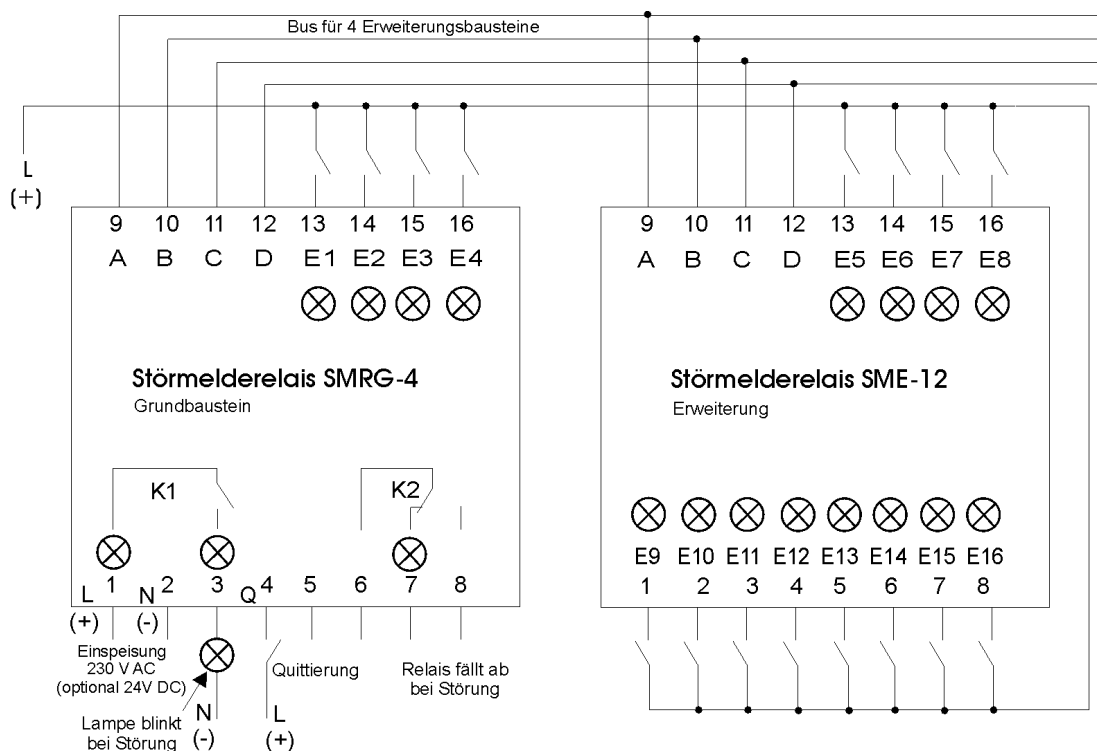 Bus für 4 Erweiterungsbausteine
L
(+)
9 10 11 12 13 14 15 16
A B C D E1 E2 E3 E4
Störmelderelais SMRG-4
Grundbaustein
K1 K2
1 2 3 4 5 6 7 8
L N Q
(+) (-)
Einspeisung
230 V AC
(optional 24V DC)
Lampe blinkt
bei Störung
N
(-)
Quittierung
L
(+)
Relais fällt ab
bei Störung
9 10 11 12 13 14 15 16
A B C D E5 E6 E7 E8
Störmelderelais SME-12
Erweiterung
E9 E10 E11 E12 E13 E14 E15 E16
1 2 3 4 5 6 7 8